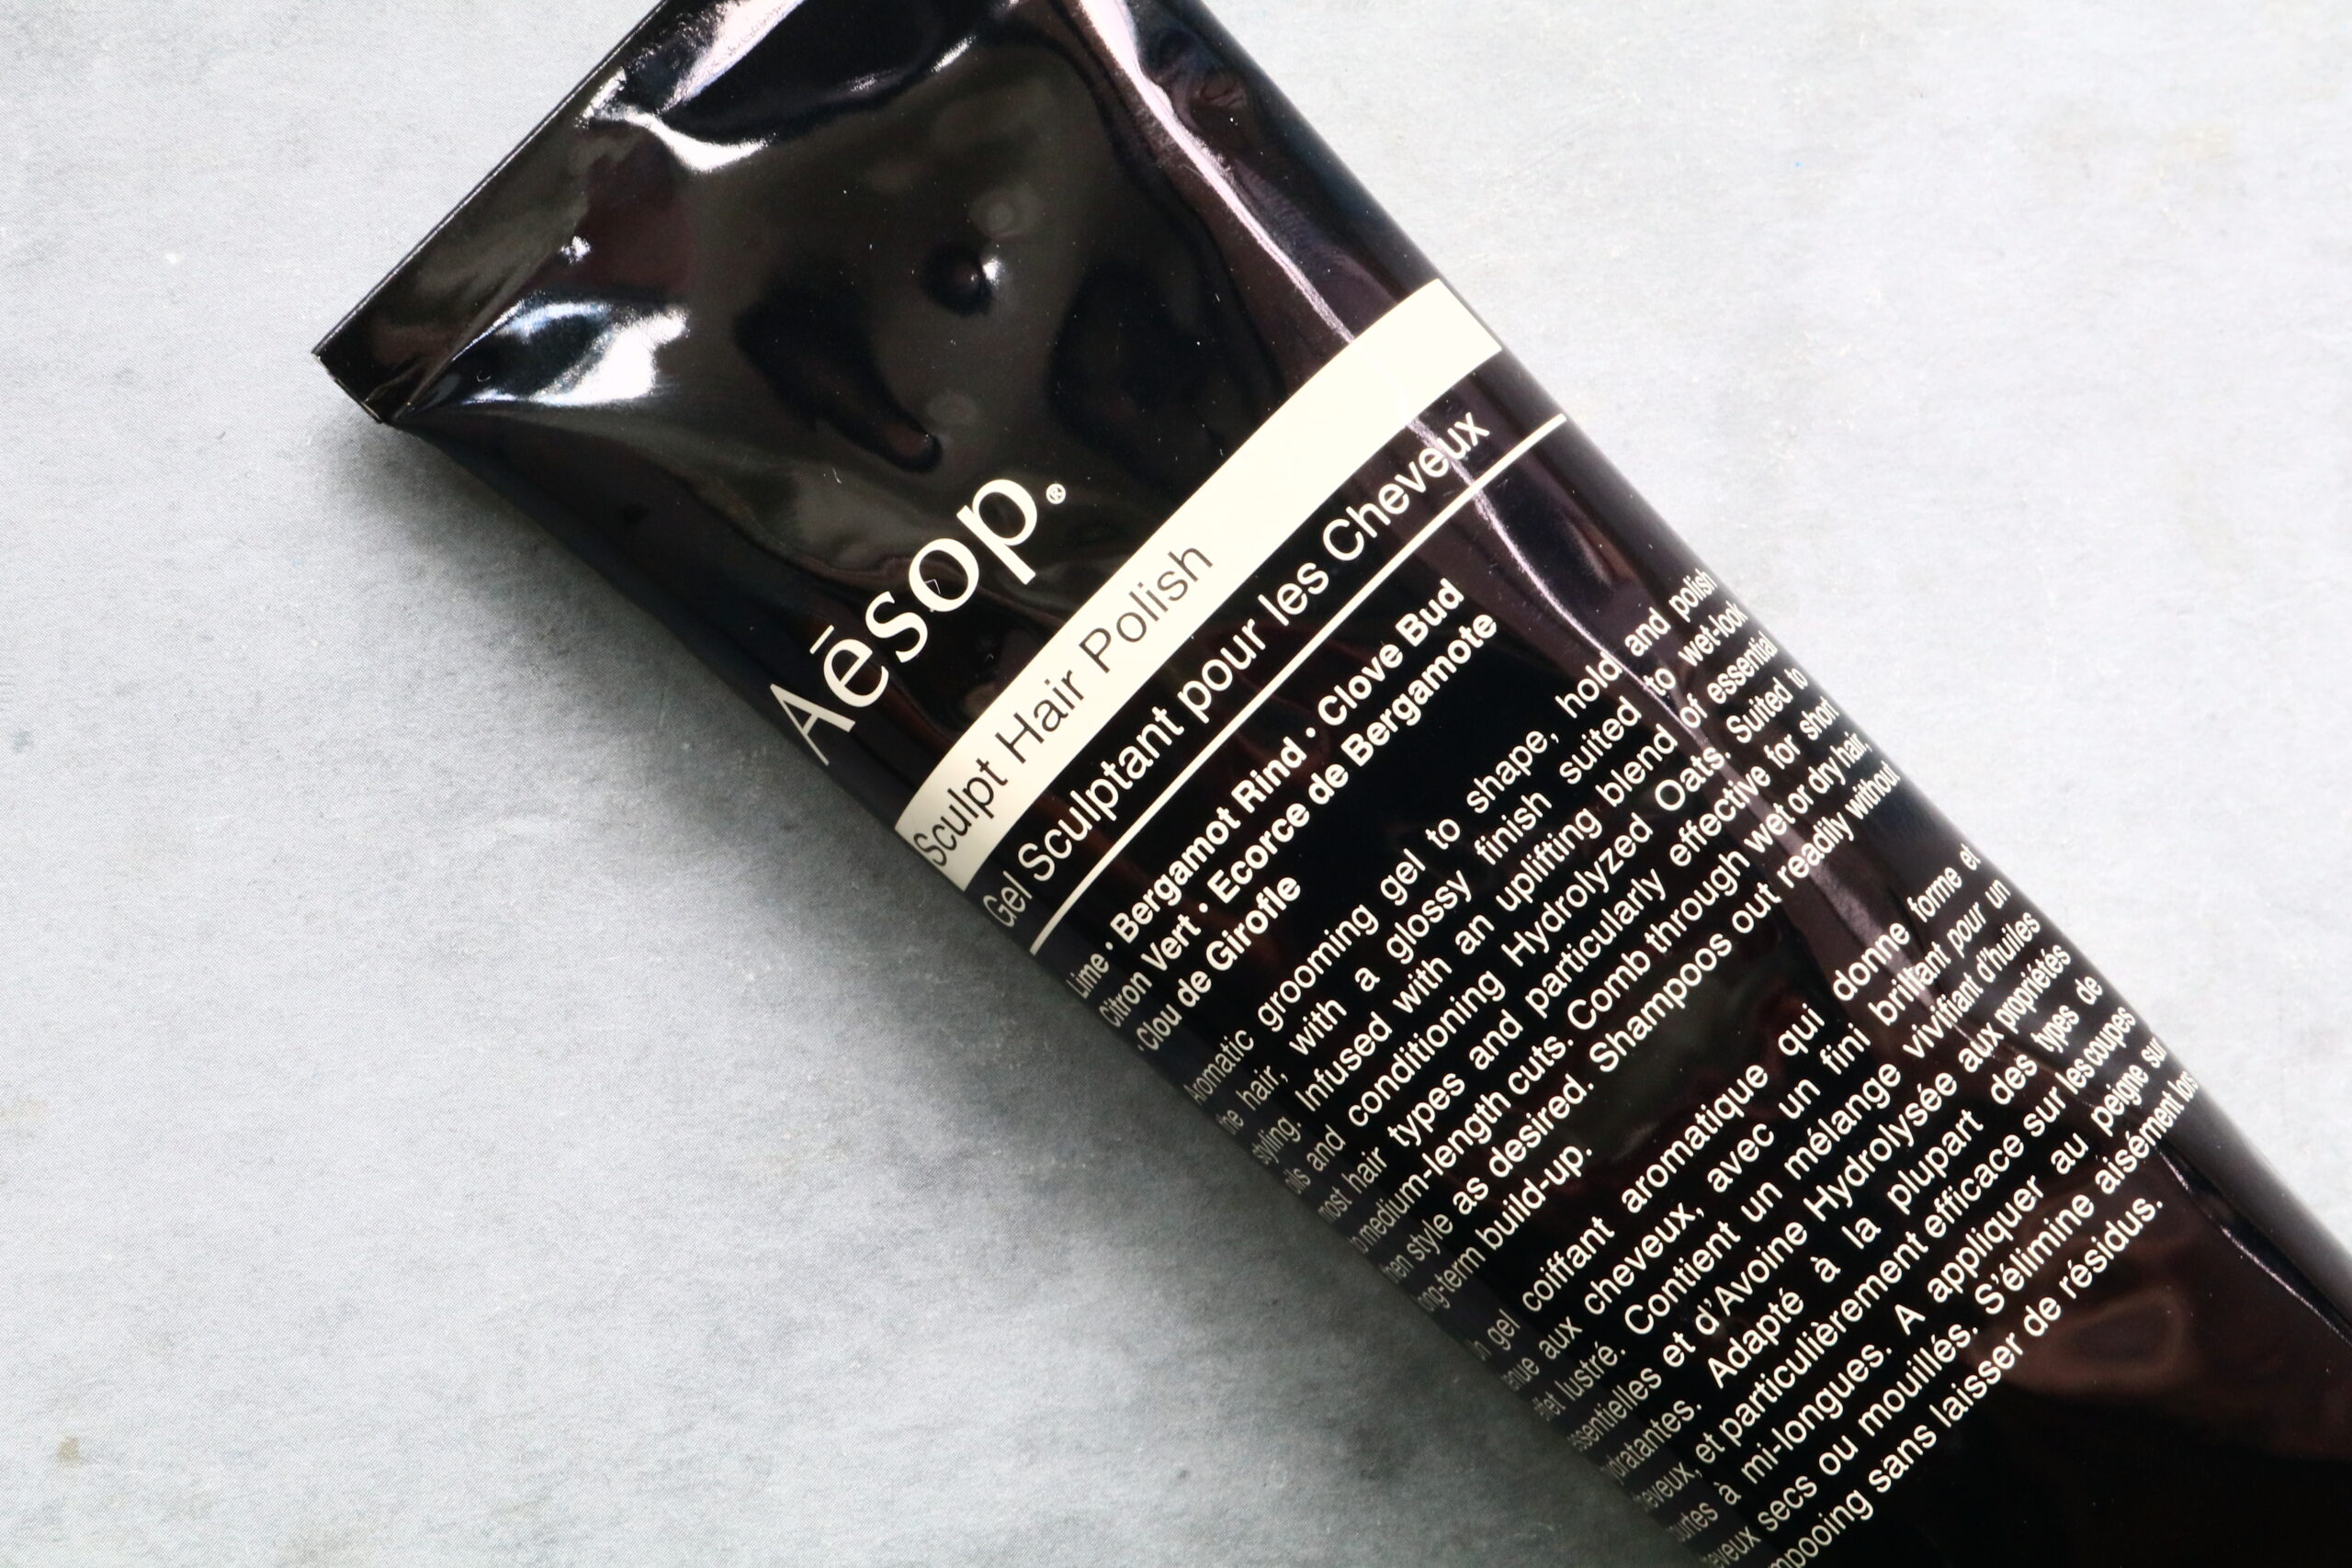 Aēsop.®
Sculpt Hair Polish
Gel Sculptant pour les Cheveux
Lime • Bergamot Rind • Clove Bud
Citron Vert • Ecorce de Bergamote
• Clou de Girofle
Aromatic grooming gel to shape, hold and polish
the hair, with a glossy finish suited to wet-look
styling. Infused with an uplifting blend of essential
oils and conditioning Hydrolyzed Oats. Suited to
most hair types and particularly effective for short
to medium-length cuts. Comb through wet or dry hair,
then style as desired. Shampoos out readily without
long-term build-up.
Un gel coiffant aromatique qui donne forme et
tenue aux cheveux, avec un fini brillant pour un
effet lustré. Contient un mélange vivifiant d'huiles
essentielles et d'Avoine Hydrolysée aux propriétés
hydratantes. Adapté à la plupart des types de
cheveux, et particulièrement efficace sur les coupes
courtes à mi-longues. A appliquer au peigne sur
cheveux secs ou mouillés. S'élimine aisément lors
mpooing sans laisser de résidus.